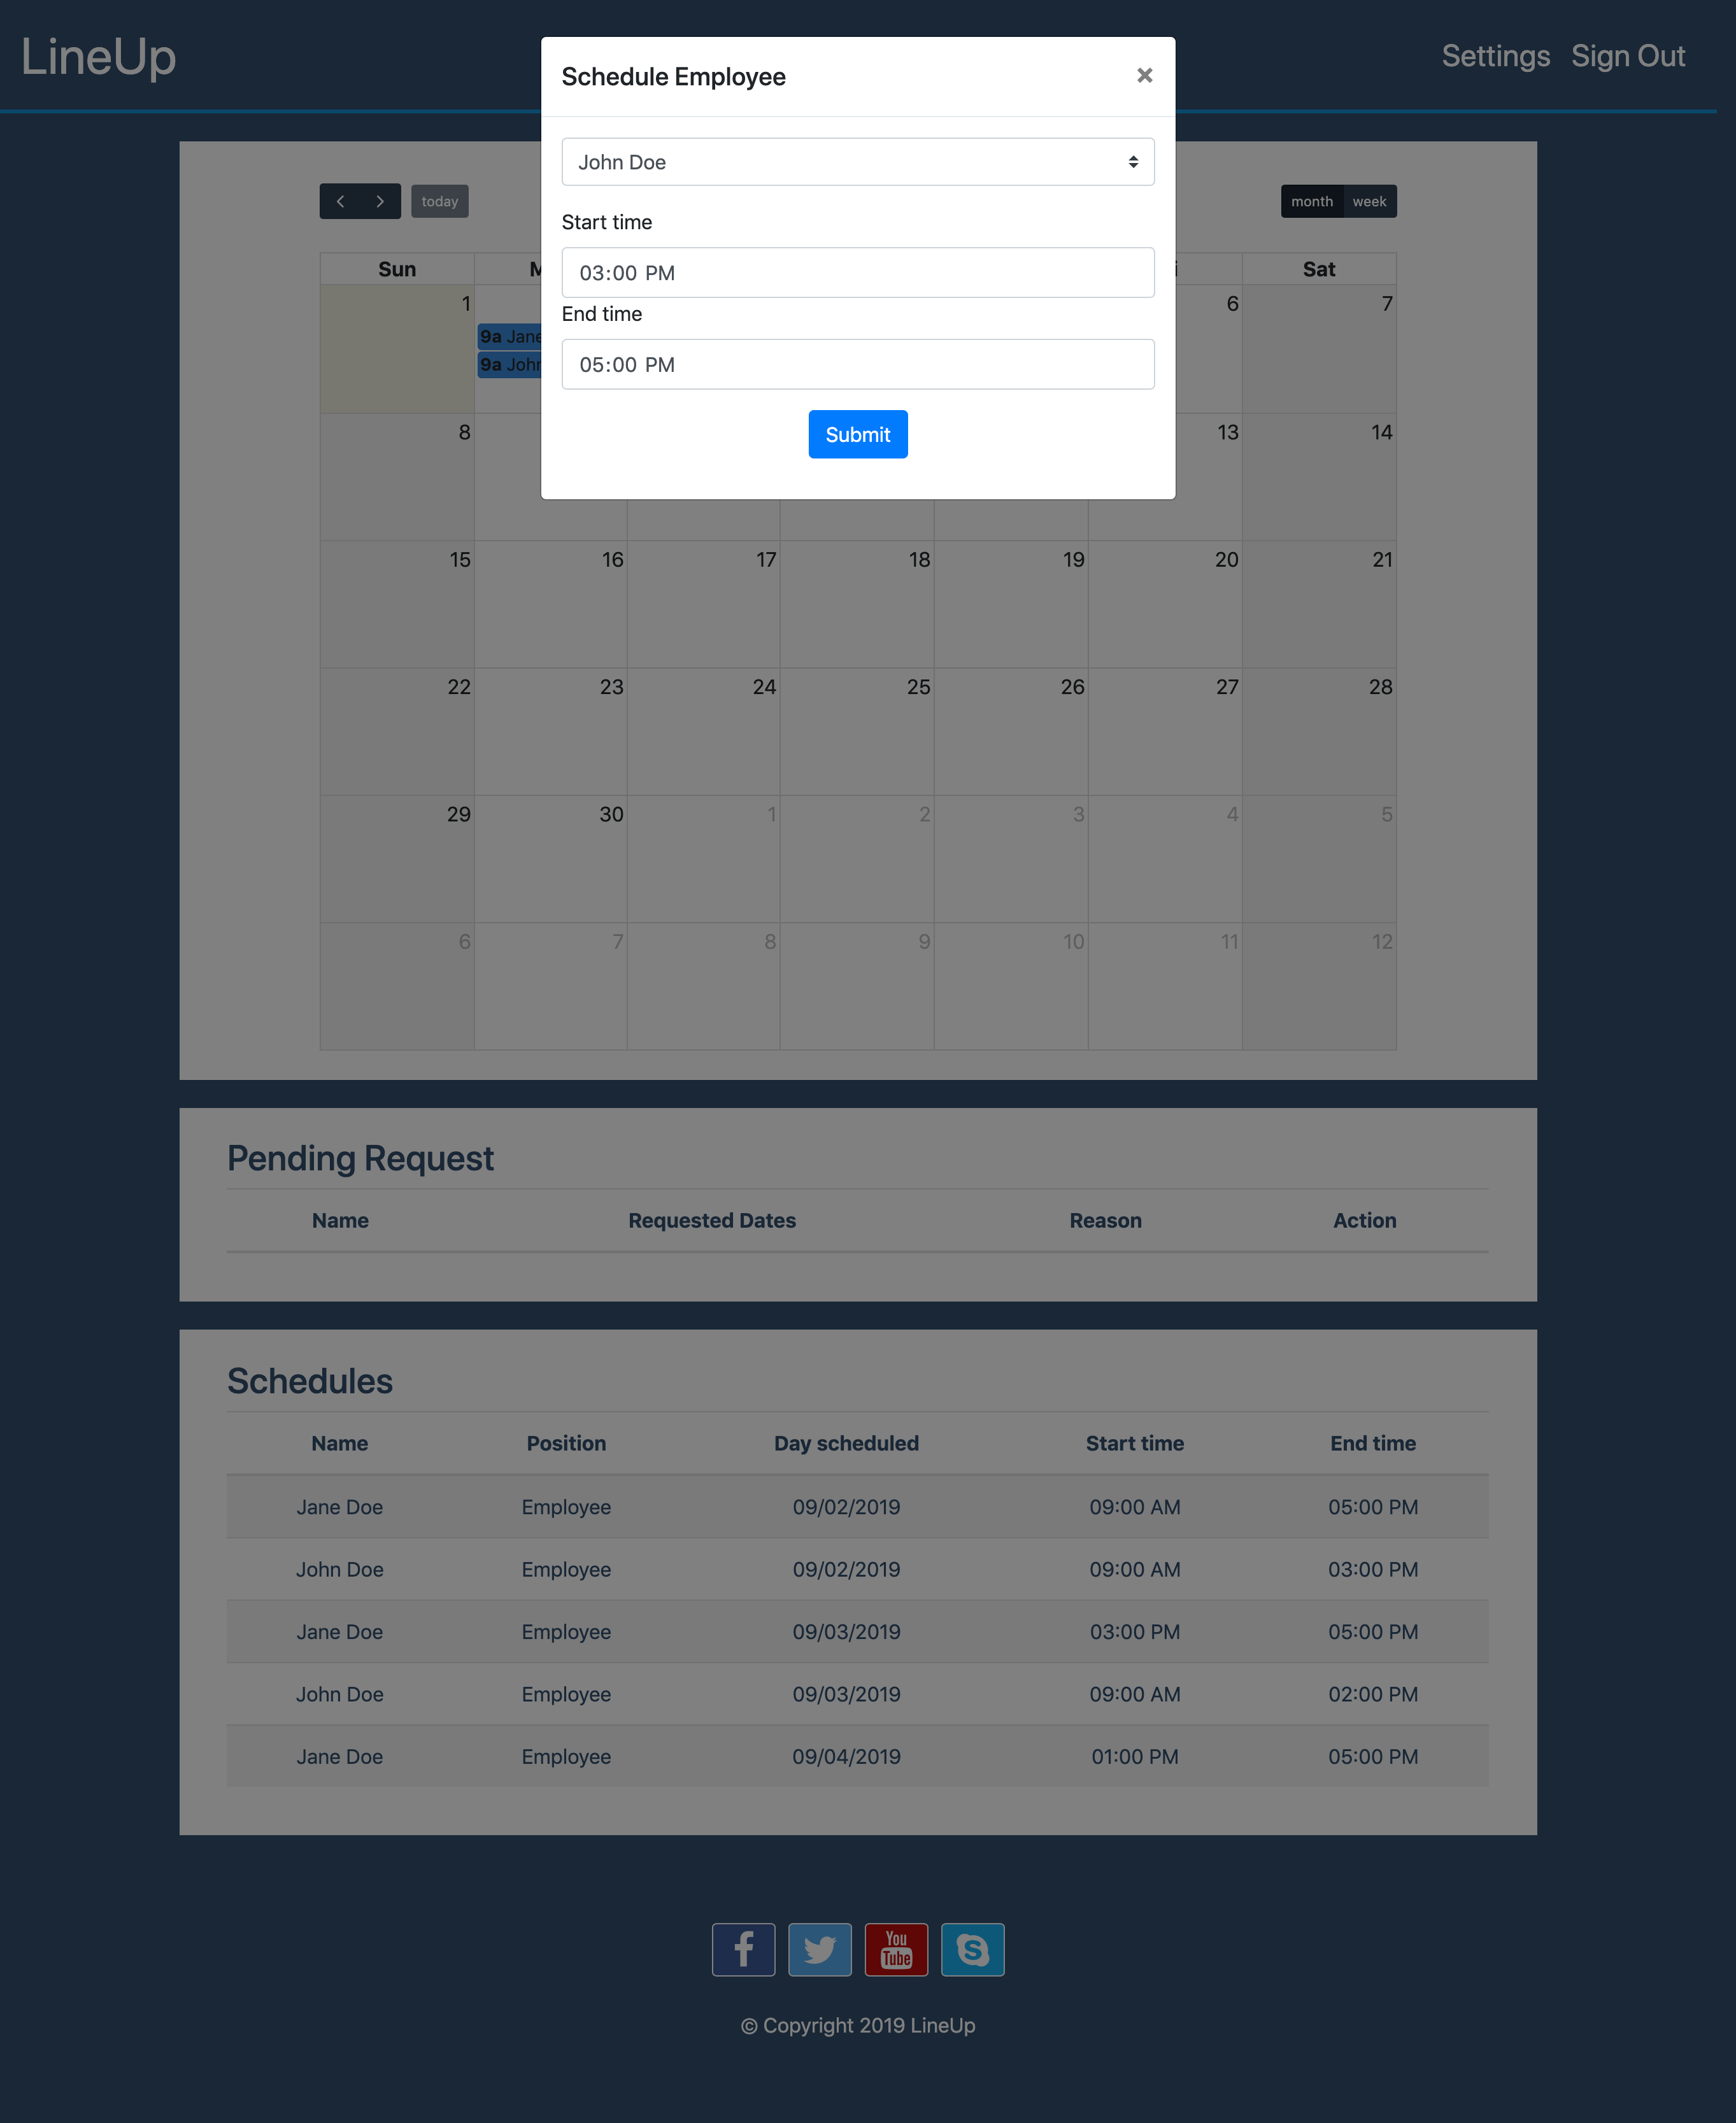 LineUp
Settings Sign Out
Schedule Employee ×
John Doe
Start time
03:00 PM
End time
05:00 PM
Submit
today
month week
Sun Sat
1 6 7
9a
9a
8 13 14
15 16 17 18 19 20 21
22 23 24 25 26 27 28
29 30 1 2 3 4 5
6 7 8 9 10 11 12
Pending Request
Name Requested Dates Reason Action
Schedules
Name Position Day scheduled Start time End time
Jane Doe Employee 09/02/2019 09:00 AM 05:00 PM
John Doe Employee 09/02/2019 09:00 AM 03:00 PM
Jane Doe Employee 09/03/2019 03:00 PM 05:00 PM
John Doe Employee 09/03/2019 09:00 AM 02:00 PM
Jane Doe Employee 09/04/2019 01:00 PM 05:00 PM
You
Tube
© Copyright 2019 LineUp